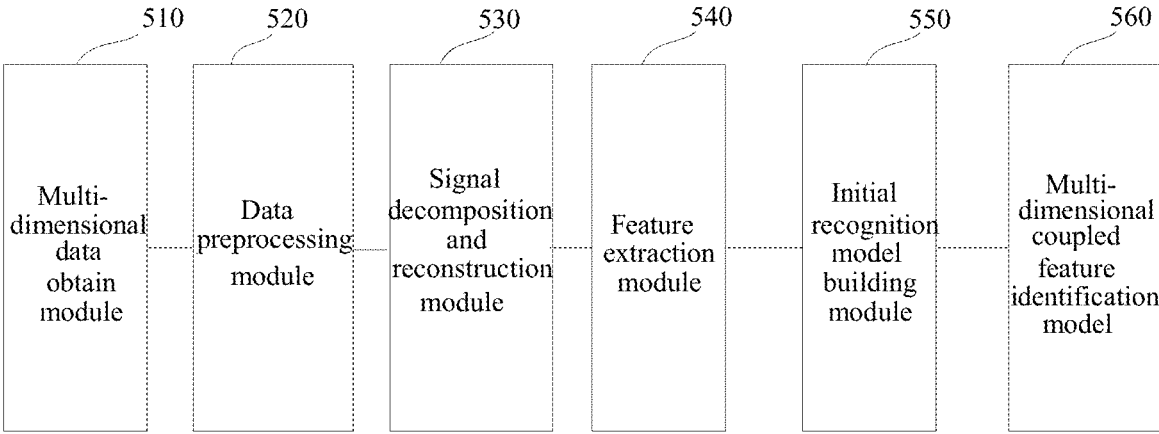 510
520
530
540
550
560
Multi-
dimensional
data
obtain
module
Data
preprocessing
module
Signal
decomposition
and
reconstruction
module
Feature
extraction
module
Initial
recognition
model
building
module
Multi-
dimensional
coupled
feature
identification
model